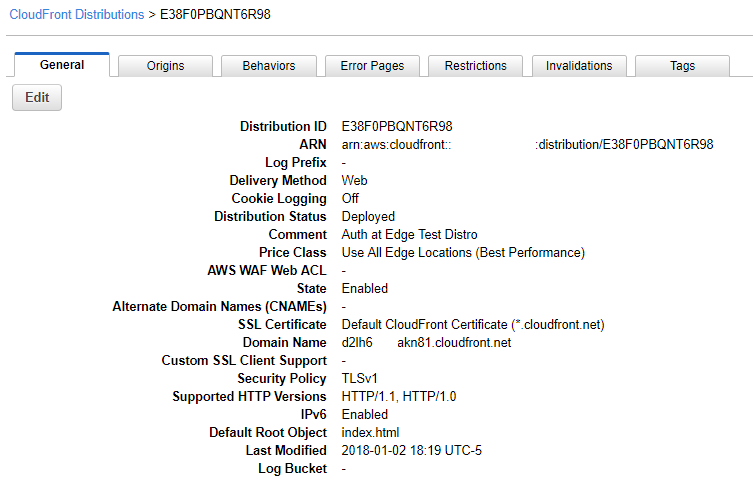 CloudFront Distributions > E38F0PBQNT6R98
General Origins Behaviors Error Pages Restrictions Invalidations Tags
Edit
Distribution ID E38F0PBQNT6R98
ARN arn:aws:cloudfront:: :distribution/E38F0PBQNT6R98
Log Prefix -
Delivery Method Web
Cookie Logging Off
Distribution Status Deployed
Comment Auth at Edge Test Distro
Price Class Use All Edge Locations (Best Performance)
AWS WAF Web ACL -
State Enabled
Alternate Domain Names (CNAMEs) -
SSL Certificate Default CloudFront Certificate (*.cloudfront.net)
Domain Name d2lh6 akn81.cloudfront.net
Custom SSL Client Support -
Security Policy TLSv1
Supported HTTP Versions HTTP/1.1, HTTP/1.0
IPv6 Enabled
Default Root Object index.html
Last Modified 2018-01-02 18:19 UTC-5
Log Bucket -